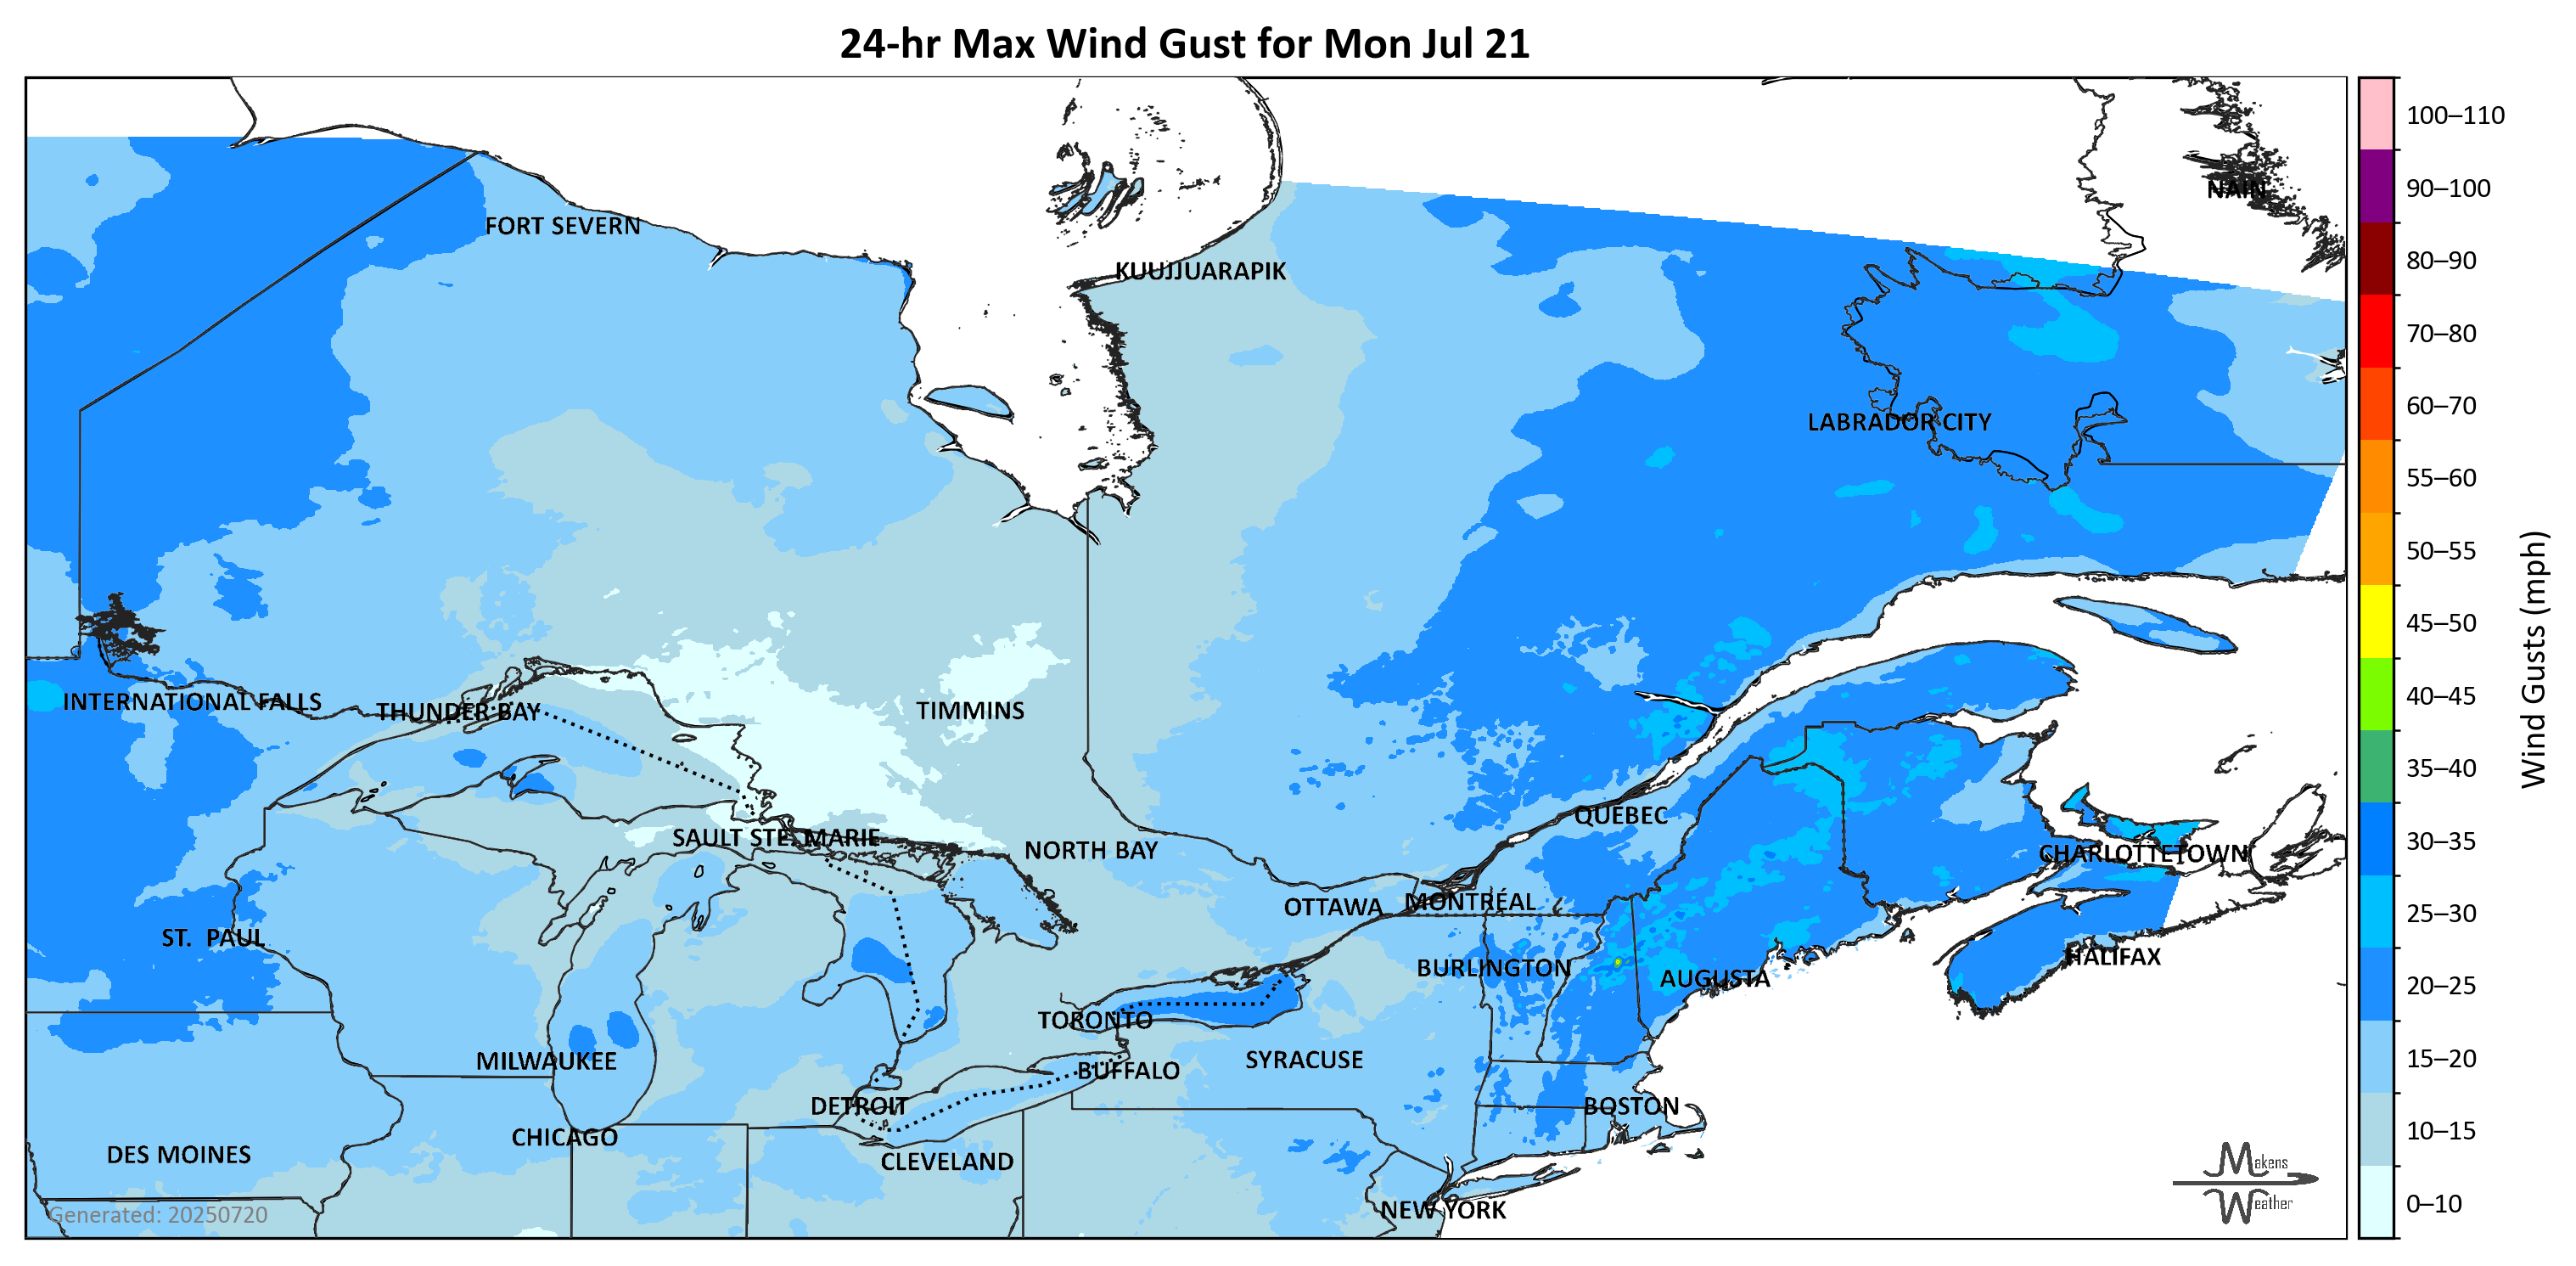 24-hr Max Wind Gust for Mon Jul 21
100–110
90–100
NAIN
FORT SEVERN
80–90
KUUJJUARAPIK
70–80
60–70
LABRADOR CITY
55–60
50–55
45–50
Wind Gusts (mph)
40–45
INTERNATIONAL FALLS
THUNDER BAY
TIMMINS
35–40
QUÉBEC
30–35
SAULT STE. MARIE
NORTH BAY
CHARLOTTETOWN
OTTAWA
MONTRÉAL
25–30
ST. PAUL
HALIFAX
BURLINGTON
AUGUSTA
20–25
TORONTO
MILWAUKEE
SYRACUSE
15–20
BUFFALO
DETROIT
BOSTON
CHICAGO
10–15
DES MOINES
CLEVELAND
Makens
Weather
NEW YORK
0–10
Generated: 20250720